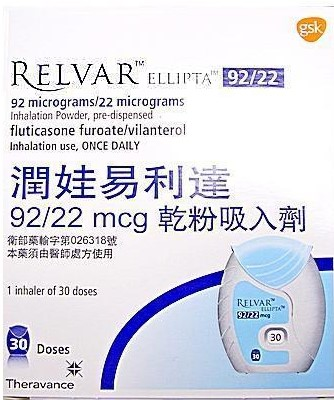 gsk
RELVAR™ ELLIPTA™ 92/22
92 micrograms/22 micrograms
Inhalation Powder, pre-dispensed
fluticasone furoate/vilanterol
Inhalation use, ONCE DAILY
潤娃易利達
92/22 mcg 乾粉吸入劑
衛部藥輸字第026318號
本藥須由醫師處方使用
1 inhaler of 30 doses
RELVAR™
ELLIPTA™
92/22 mcg
30
30
30 Doses
Theravance